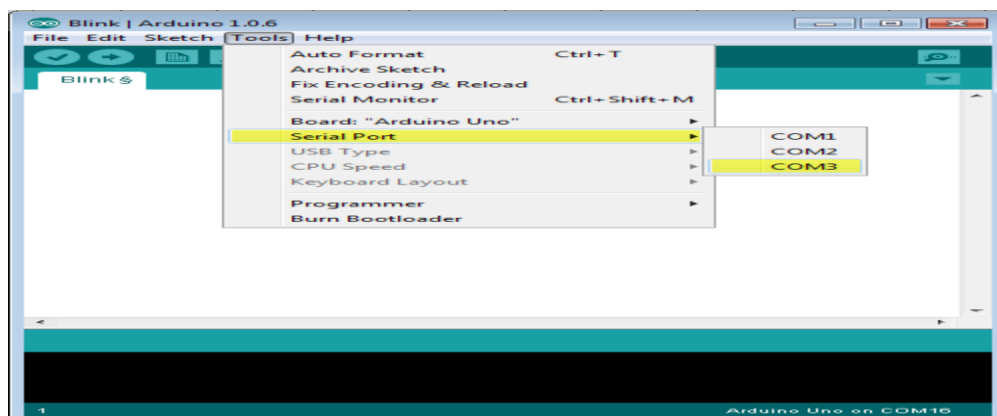 Blink | Arduino 1.0.6
File Edit Sketch Tools Help
Blink §
Auto Format Ctrl+T
Archive Sketch
Fix Encoding & Reload
Serial Monitor Ctrl+Shift+M
Board: "Arduino Uno"
Serial Port
USB Type
CPU Speed
Keyboard Layout
Programmer
Burn Bootloader
COM1
COM2
COM3
1 Arduino Uno on COM16